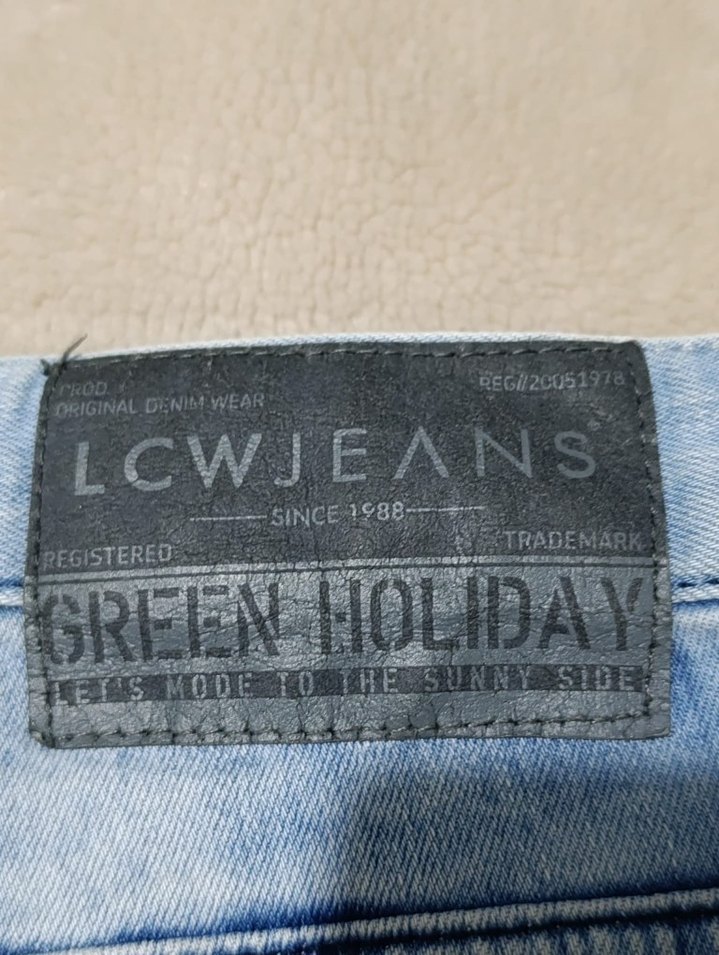 PROD
REG//20051978
ORIGINAL DENIM WEAR
LCWJEANS
SINCE 1988
REGISTERED
TRADEMARK
GREEN HOLIDAY
LET'S MODE TO THE SUNNY SIDE